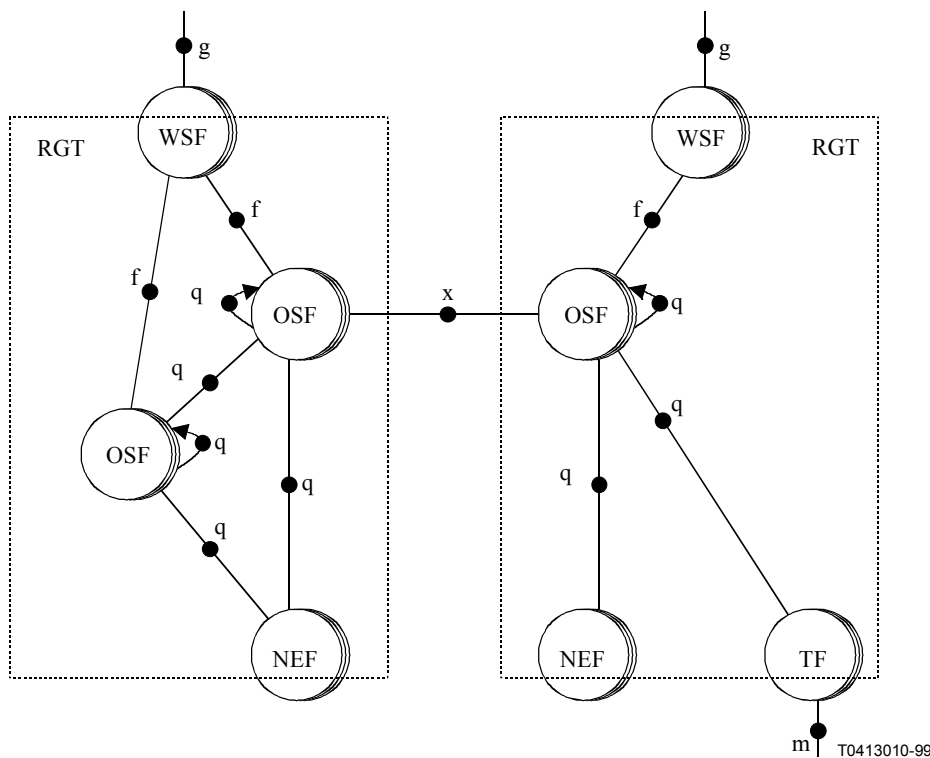 g
g
WSF
WSF
RGT
RGT
f
f
f
q
OSF
x
OSF
q
q
q
OSF
q
q
q
q
q
NEF
NEF
TF
m
T0413010-99